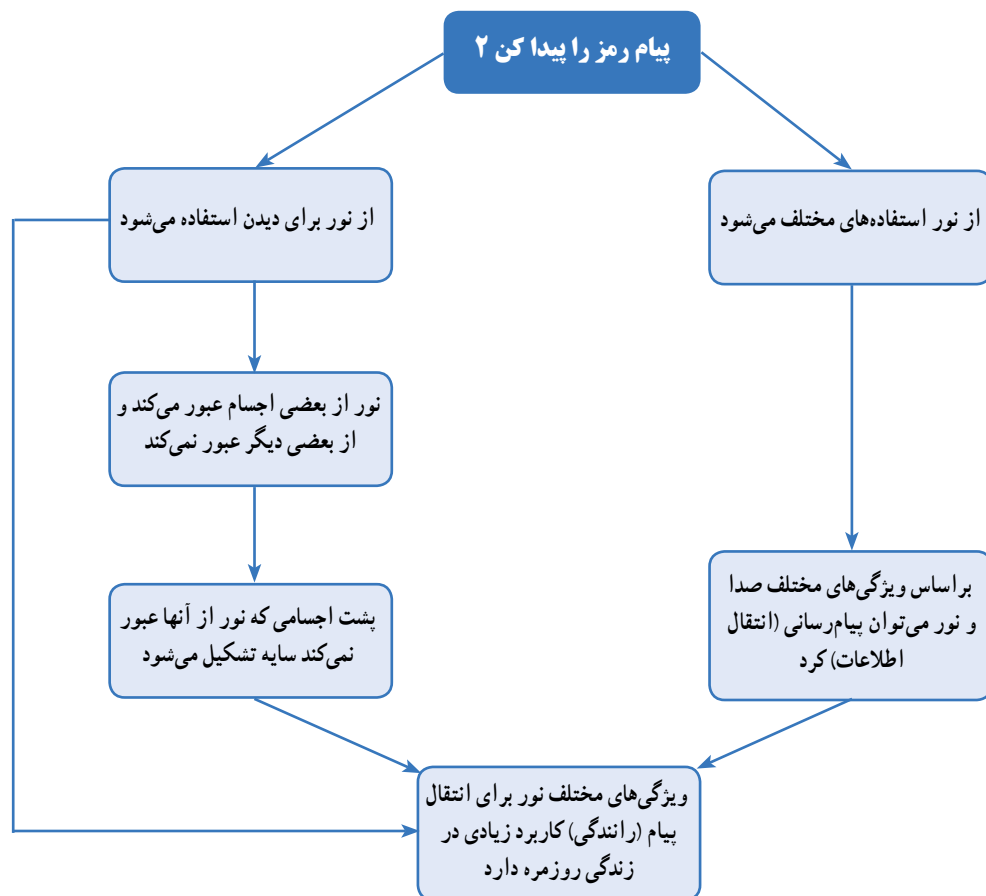 پیام رمز را پیدا کن ۲
از نور استفاده‌های مختلف می‌شود
از نور برای دیدن استفاده می‌شود
نور از بعضی اجسام عبور می‌کند و
از بعضی دیگر عبور نمی‌کند
براساس ویژگی‌های مختلف صدا
و نور می‌توان پیام‌رسانی (انتقال
اطلاعات) کرد
پشت اجسامی که نور از آنها عبور
نمی‌کند سایه تشکیل می‌شود
ویژگی‌های مختلف نور برای انتقال
پیام (رانندگی) کاربرد زیادی در
زندگی روزمره دارد